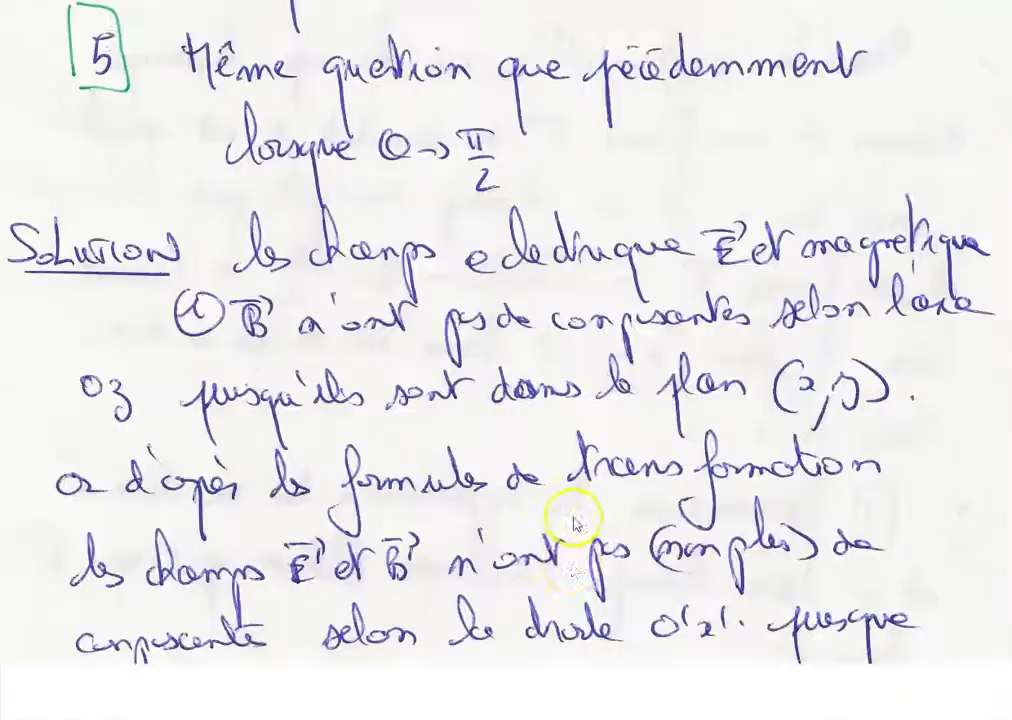 5 Même question que précédemment
lorsque θ → π/2
Solution les champs électrique E et magnétique
① B n'ont pas de composantes selon l'axe
Oz puisqu'ils sont dans le plan (x,y).
or d'après les formules de transformation
les champs E' et B' n'ont pas (non plus) de
composante selon la droite O'z'. puisque